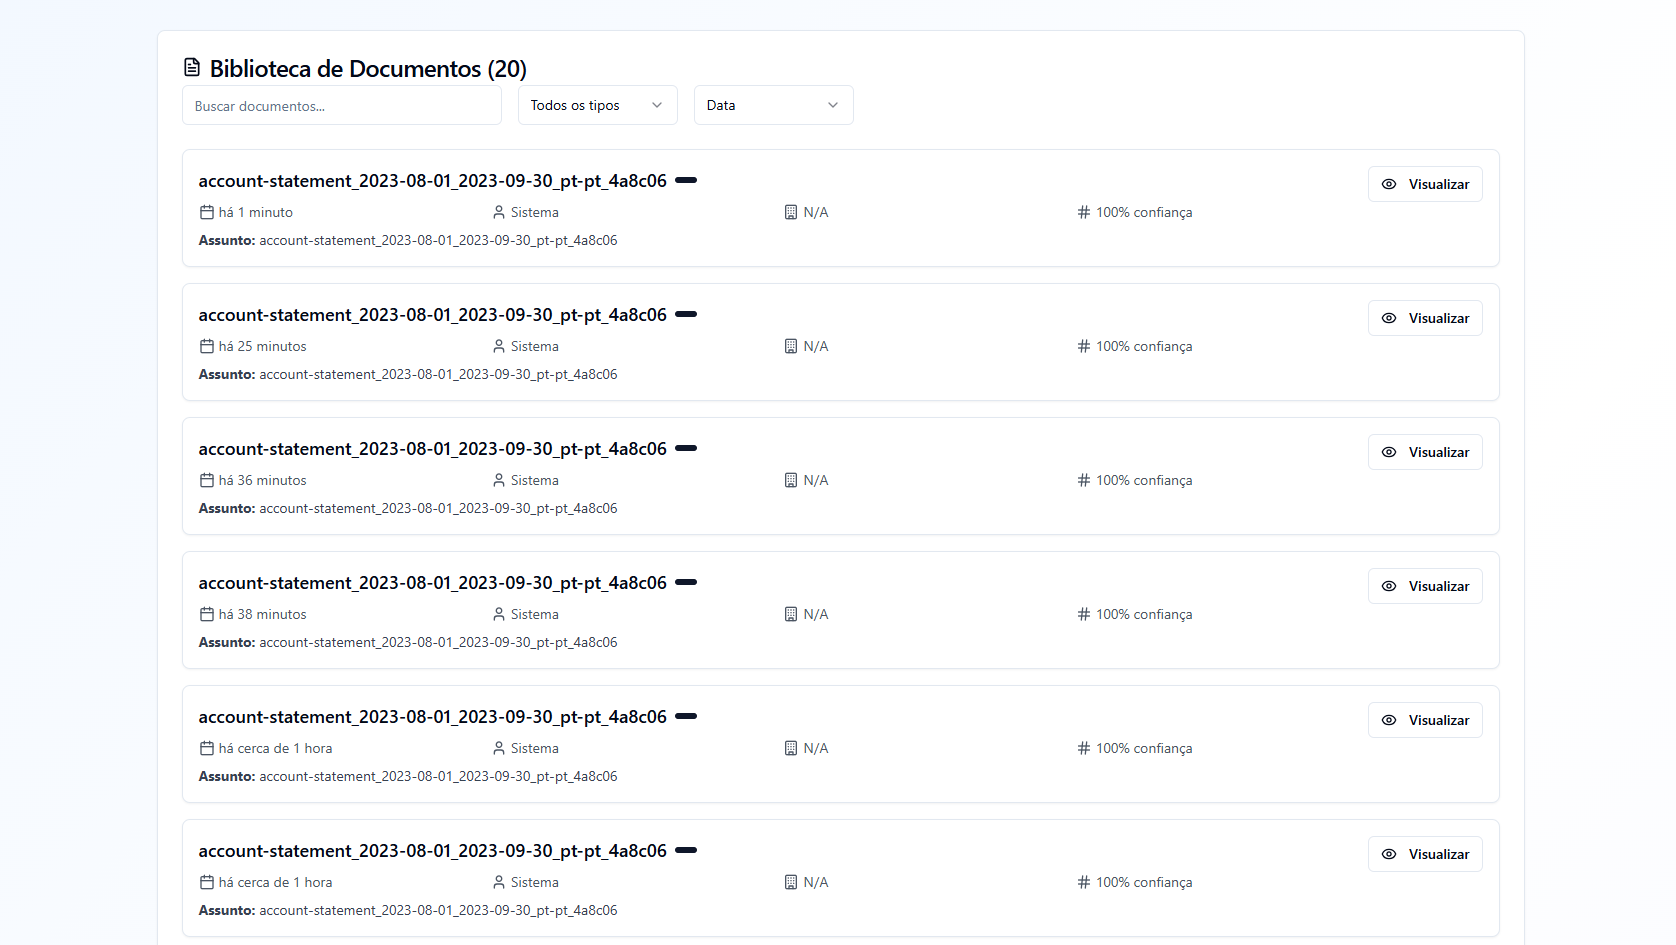 Biblioteca de Documentos (20)
Buscar documentos...
Todos os tipos
Data
account-statement_2023-08-01_2023-09-30_pt-pt_4a8c06
Visualizar
há 1 minuto
Sistema
N/A
100% confiança
Assunto: account-statement_2023-08-01_2023-09-30_pt-pt_4a8c06
account-statement_2023-08-01_2023-09-30_pt-pt_4a8c06
Visualizar
há 25 minutos
Sistema
N/A
100% confiança
Assunto: account-statement_2023-08-01_2023-09-30_pt-pt_4a8c06
account-statement_2023-08-01_2023-09-30_pt-pt_4a8c06
Visualizar
há 36 minutos
Sistema
N/A
100% confiança
Assunto: account-statement_2023-08-01_2023-09-30_pt-pt_4a8c06
account-statement_2023-08-01_2023-09-30_pt-pt_4a8c06
Visualizar
há 38 minutos
Sistema
N/A
100% confiança
Assunto: account-statement_2023-08-01_2023-09-30_pt-pt_4a8c06
account-statement_2023-08-01_2023-09-30_pt-pt_4a8c06
Visualizar
há cerca de 1 hora
Sistema
N/A
100% confiança
Assunto: account-statement_2023-08-01_2023-09-30_pt-pt_4a8c06
account-statement_2023-08-01_2023-09-30_pt-pt_4a8c06
Visualizar
há cerca de 1 hora
Sistema
N/A
100% confiança
Assunto: account-statement_2023-08-01_2023-09-30_pt-pt_4a8c06